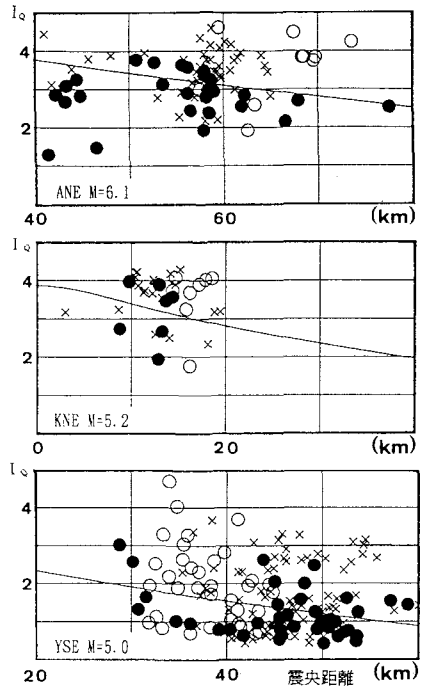 I_Q
4
2
ANE M=6.1
40
60
(km)
I_Q
4
2
KNE M=5.2
0
20
(km)
I_Q
4
2
YSE M=5.0
20
40
震央距離
(km)